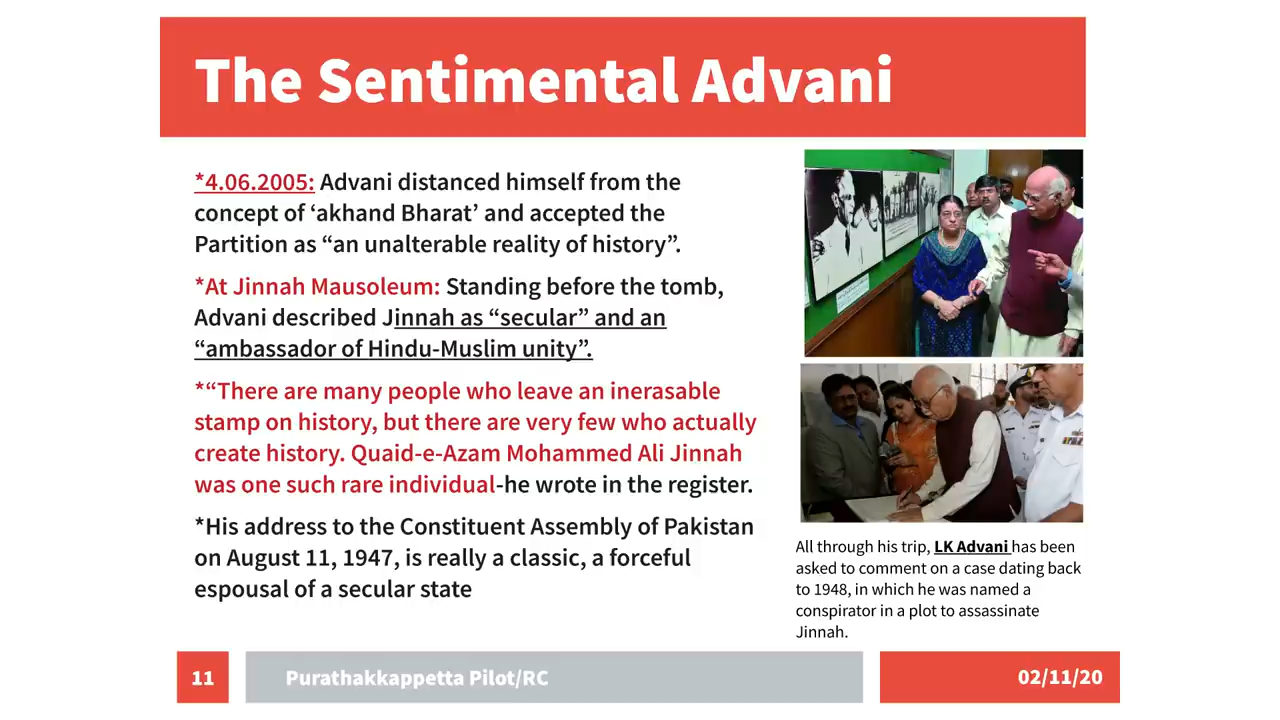 The Sentimental Advani
*4.06.2005: Advani distanced himself from the
concept of ‘akhand Bharat’ and accepted the
Partition as “an unalterable reality of history”.
*At Jinnah Mausoleum: Standing before the tomb,
Advani described Jinnah as “secular” and an
“ambassador of Hindu-Muslim unity”.
*“There are many people who leave an inerasable
stamp on history, but there are very few who actually
create history. Quaid-e-Azam Mohammed Ali Jinnah
was one such rare individual-he wrote in the register.
*His address to the Constituent Assembly of Pakistan
on August 11, 1947, is really a classic, a forceful
espousal of a secular state
All through his trip, LK Advani has been
asked to comment on a case dating back
to 1948, in which he was named a
conspirator in a plot to assassinate
Jinnah.
11
Purathakkappetta Pilot/RC
02/11/20